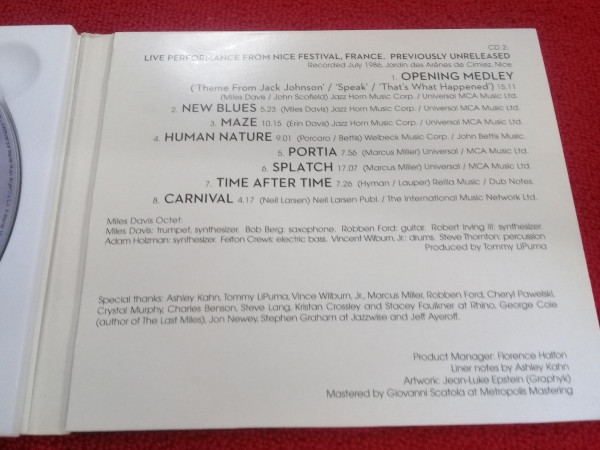 CD 2:
LIVE PERFORMANCE FROM NICE FESTIVAL, FRANCE. PREVIOUSLY UNRELEASED
Recorded July 1986, Jardin des Arênes de Cimiez, Nice
1. OPENING MEDLEY
('Theme From Jack Johnson' / 'Speak' / 'That's What Happened') 15.11
(Miles Davis / John Scofield) Jazz Horn Music Corp / Universal MCA Music Ltd.
2. NEW BLUES 5.23 (Miles Davis) Jazz Horn Music Corp / Universal MCA Music Ltd.
3. MAZE 10.15 (Erin Davis) Jazz Horn Music Corp / Universal MCA Music Ltd.
4. HUMAN NATURE 9.01 (Porcaro / Bettis) Welbeck Music Corp. / John Bettis Music.
5. PORTIA 7.56 (Marcus Miller) Universal / MCA Music Ltd.
6. SPLATCH 17.07 (Marcus Miller) Universal / MCA Music Ltd.
7. TIME AFTER TIME 7.26 (Hyman / Lauper) Rellla Music / Dub Notes.
8. CARNIVAL 4.17 (Neil Larsen) Neil Larsen Publ. / The International Music Network Ltd.
Miles Davis Octet:
Miles Davis: trumpet, synthesizer. Bob Berg: saxophone. Robben Ford: guitar. Robert Irving III: synthesizer.
Adam Holzman: synthesizer. Felton Crews: electric bass. Vincent Wilburn, Jr.: drums. Steve Thornton: percussion
Produced by Tommy LiPuma
Special thanks: Ashley Kahn, Tommy LiPuma, Vince Wilburn, Jr., Marcus Miller, Robben Ford, Cheryl Pawelski,
Crystal Murphy, Charles Benson, Steve Lang, Kristan Crossley and Stacey Faulkner at Rhino, George Cole
(author of The Last Miles), Jon Newey, Stephen Graham at Jazzwise and Jeff Ayeroff.
Product Manager: Florence Halfon
Liner notes by Ashley Kahn
Artwork: Jean-Luke Epstein (Graphyk)
Mastered by Giovanni Scatola at Metropolis Mastering